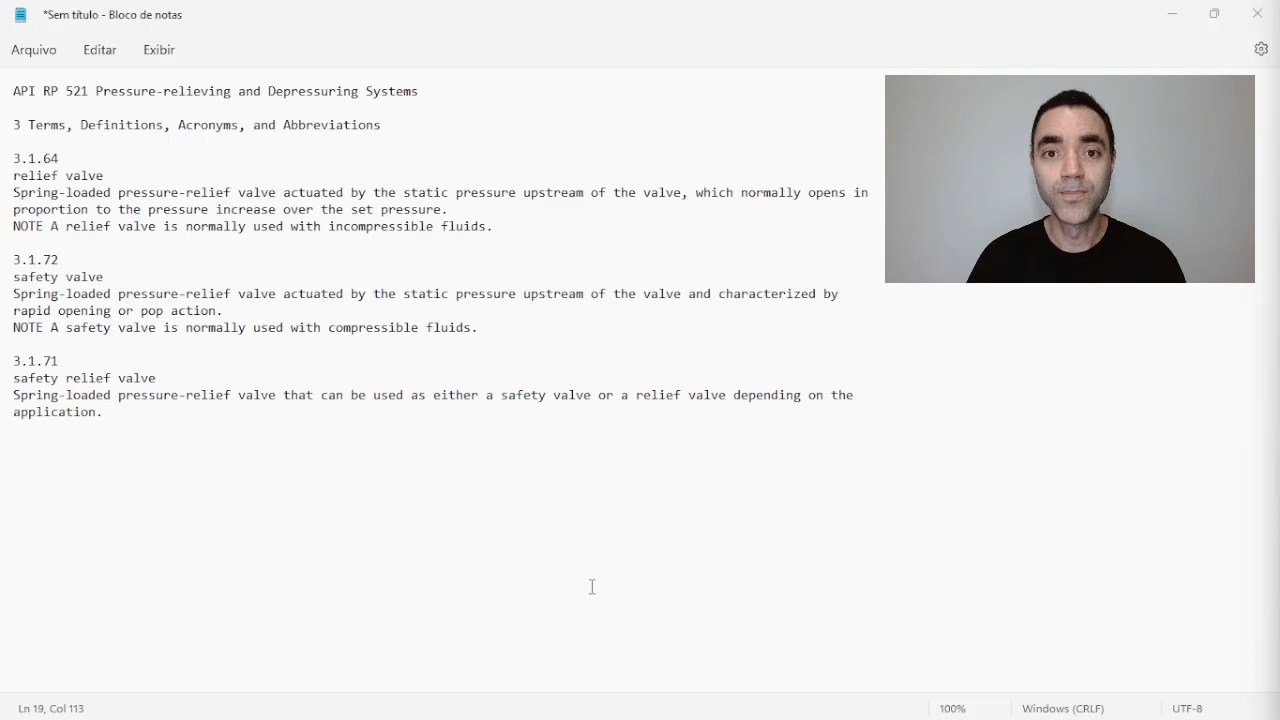 *Sem título - Bloco de notas
Arquivo Editar Exibir
API RP 521 Pressure-relieving and Depressuring Systems
3 Terms, Definitions, Acronyms, and Abbreviations
3.1.64
relief valve
Spring-loaded pressure-relief valve actuated by the static pressure upstream of the valve, which normally opens in
proportion to the pressure increase over the set pressure.
NOTE A relief valve is normally used with incompressible fluids.
3.1.72
safety valve
Spring-loaded pressure-relief valve actuated by the static pressure upstream of the valve and characterized by
rapid opening or pop action.
NOTE A safety valve is normally used with compressible fluids.
3.1.71
safety relief valve
Spring-loaded pressure-relief valve that can be used as either a safety valve or a relief valve depending on the
application.
Ln 19, Col 113 100% Windows (CRLF) UTF-8